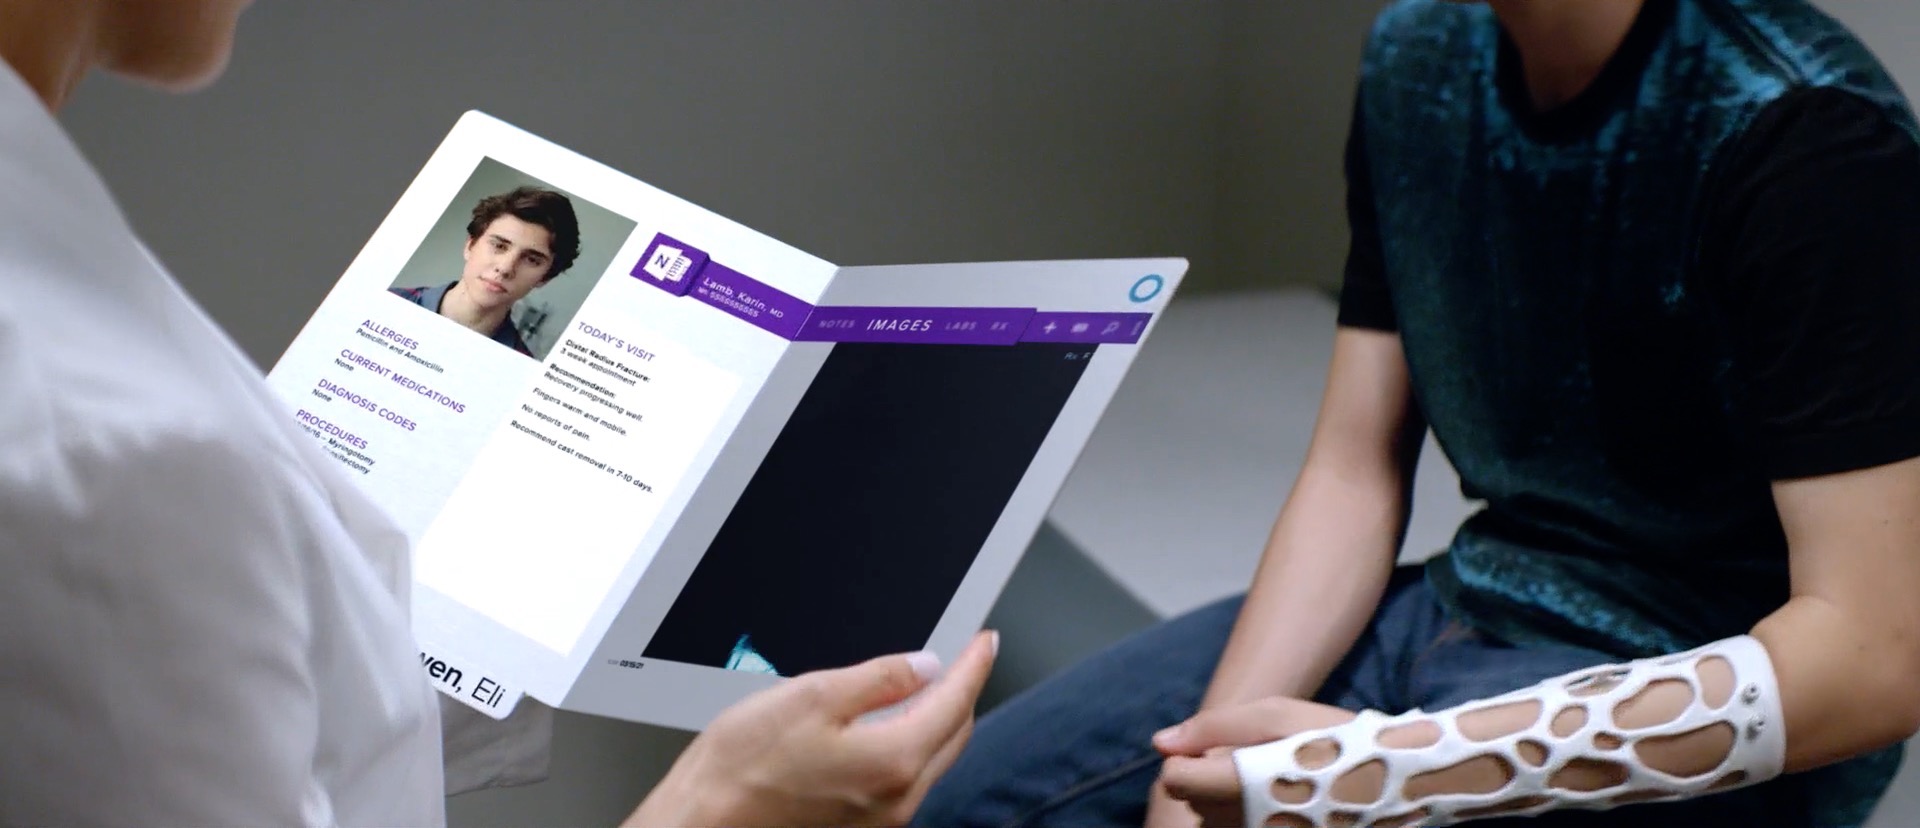 N
Lamb, Karin, MD
ALLERGIES
Penicillin and Amoxicillin
CURRENT MEDICATIONS
None
DIAGNOSIS CODES
None
PROCEDURES
– Myringotomy
TODAY'S VISIT
Distal Radius Fracture:
3 week appointment
Recommendation:
Recovery progressing well.
Fingers warm and mobile.
No reports of pain.
Recommend cast removal in 7-10 days.
NOTES IMAGES LABS RX
Eli